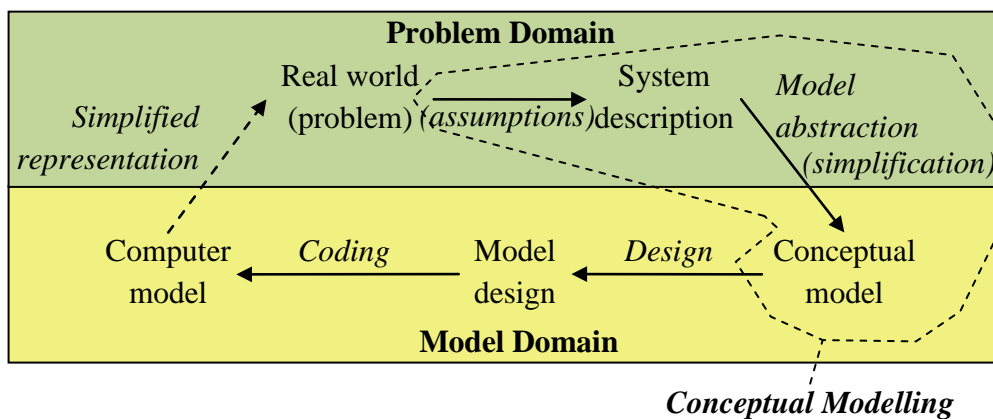 Problem Domain
Real world
(problem)
(assumptions)
System
description
Model
abstraction
(simplification)
Simplified
representation
Computer
model
Coding
Model
design
Design
Conceptual
model
Model Domain
Conceptual Modelling